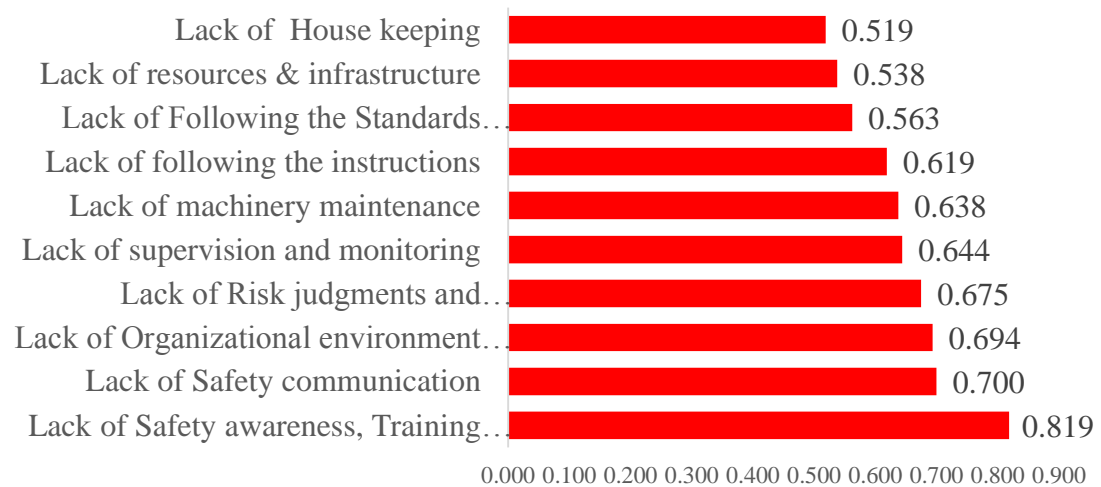 Lack of  House keeping 0.519
Lack of resources & infrastructure 0.538
Lack of Following the Standards… 0.563
Lack of following the instructions 0.619
Lack of machinery maintenance 0.638
Lack of supervision and monitoring 0.644
Lack of Risk judgments and… 0.675
Lack of Organizational environment… 0.694
Lack of Safety communication 0.700
Lack of Safety awareness, Training… 0.819
0.000 0.100 0.200 0.300 0.400 0.500 0.600 0.700 0.800 0.900